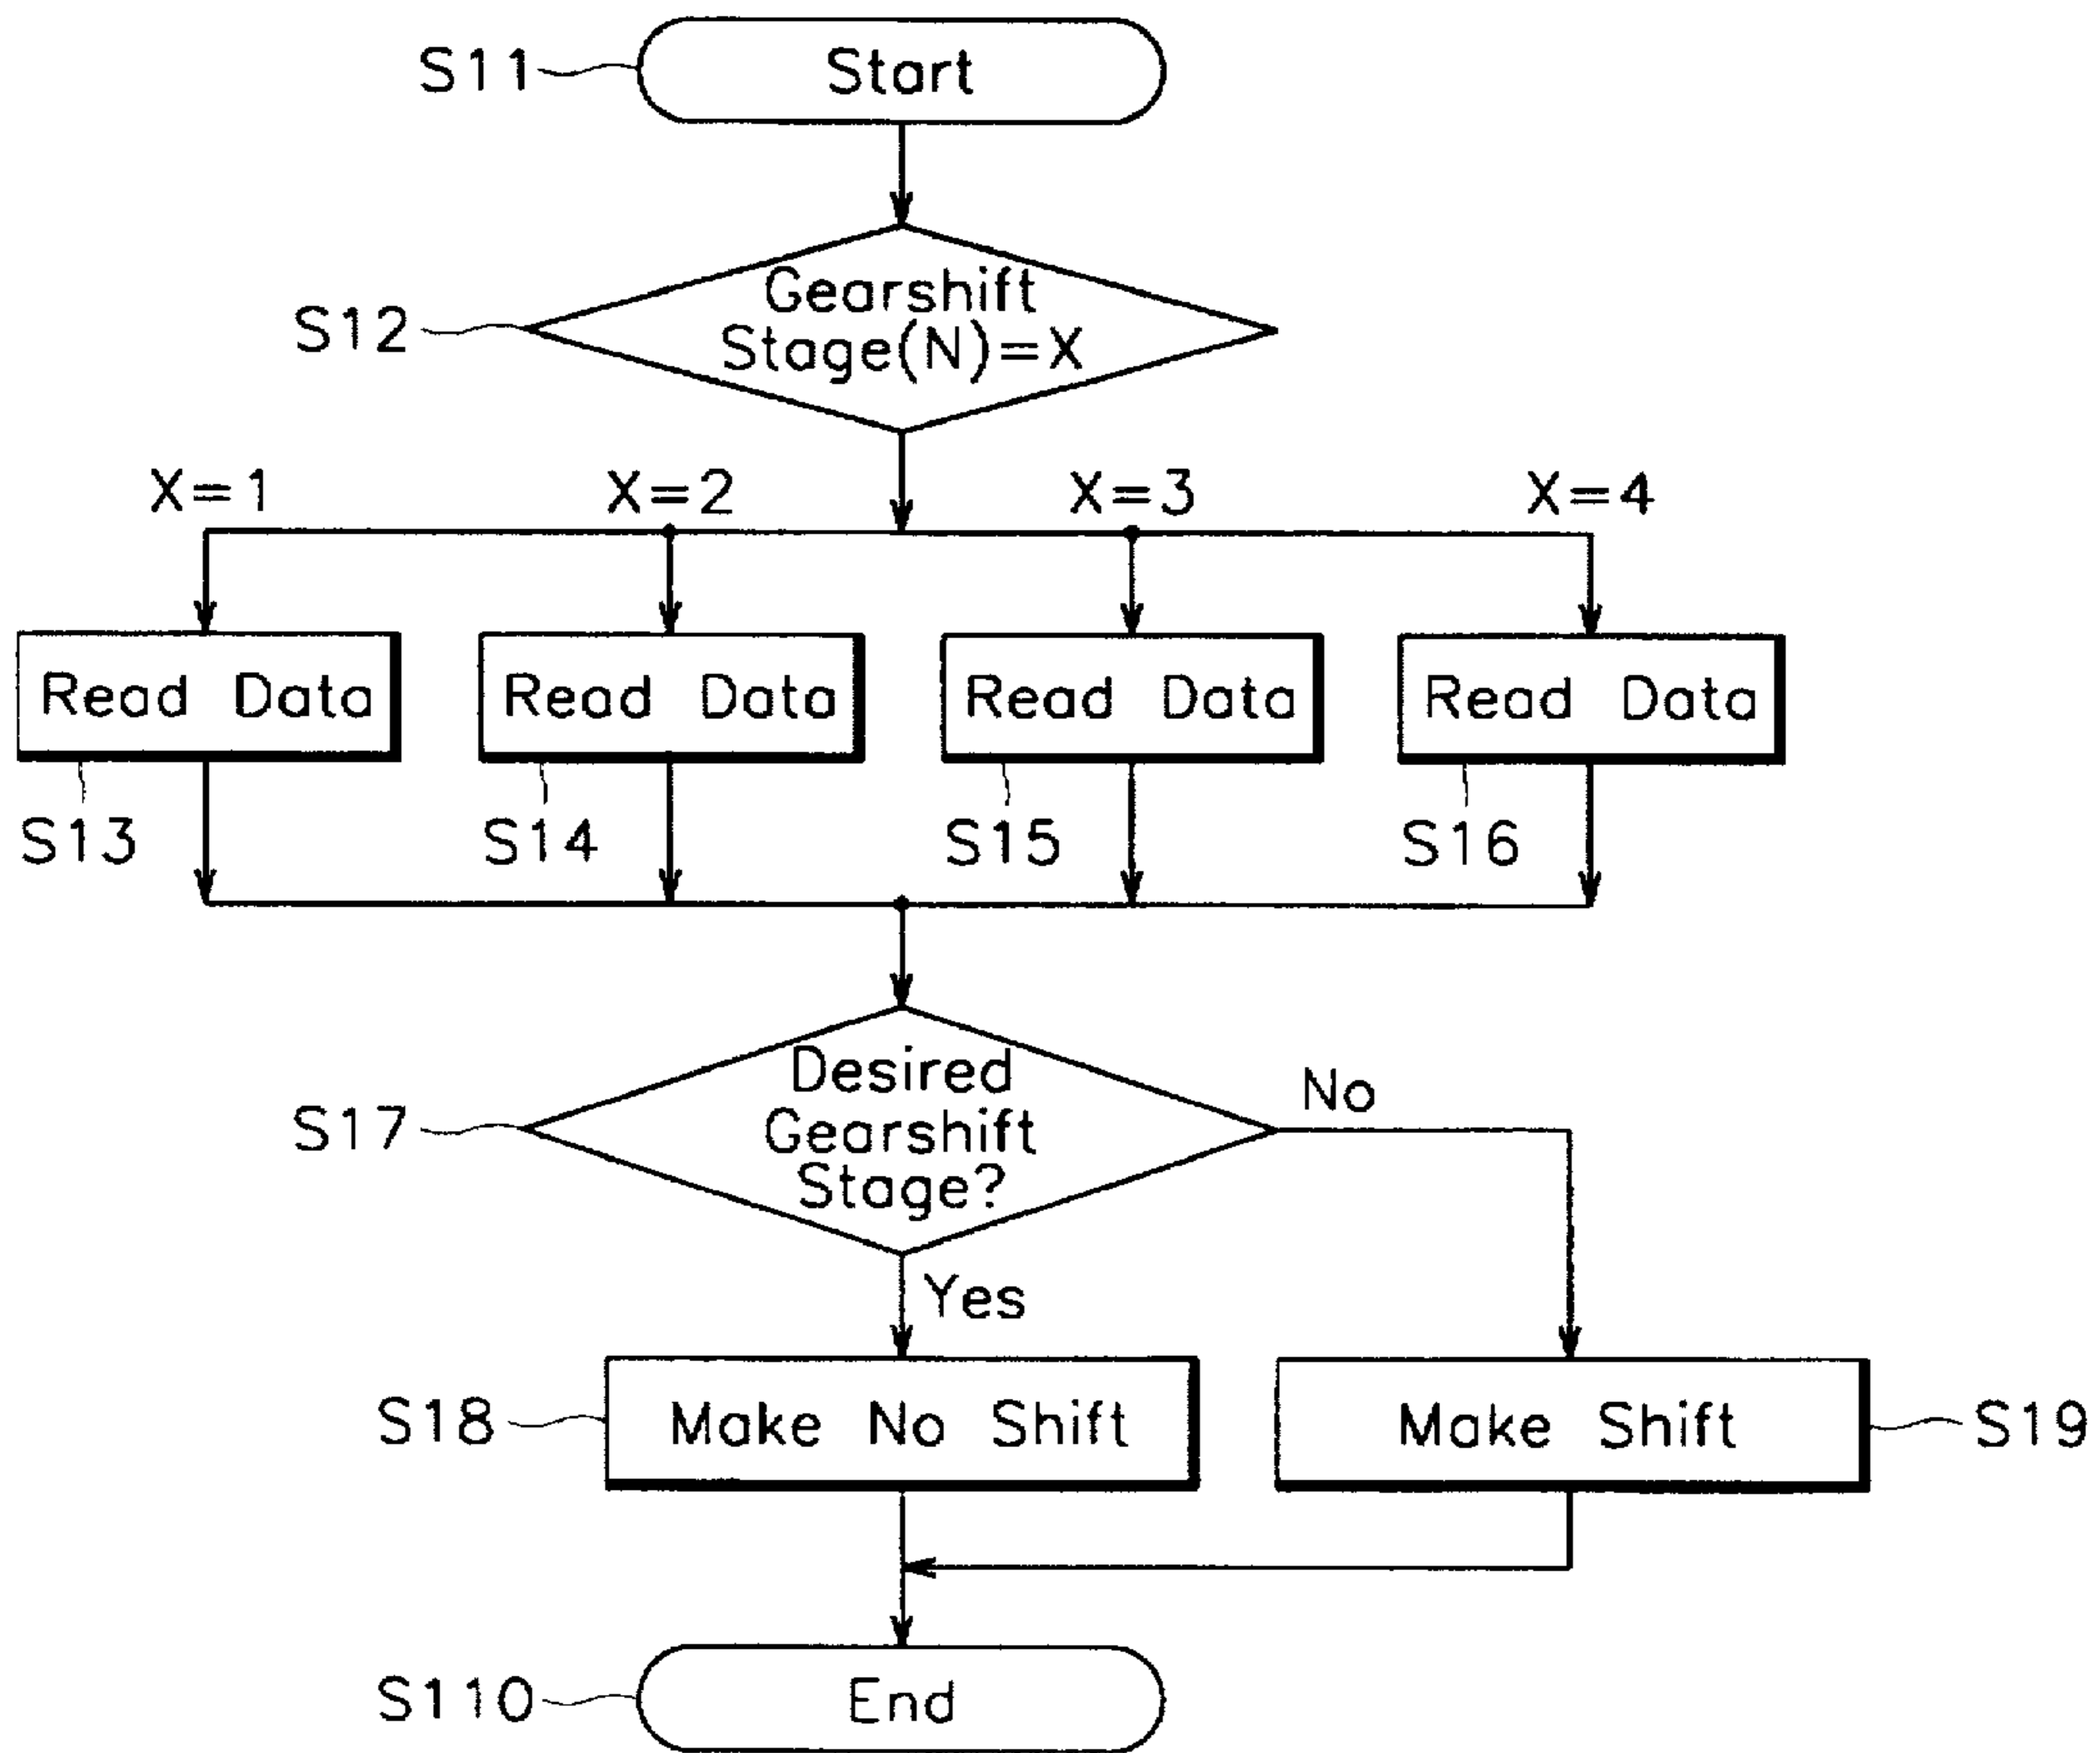 S11
Start
S12
Gearshift
Stage(N)=X
X=1
X=2
X=3
X=4
Read Data
Read Data
Read Data
Read Data
S13
S14
S15
S16
S17
Desired
Gearshift
Stage?
No
Yes
S18
Make No Shift
Make Shift
S19
S110
End